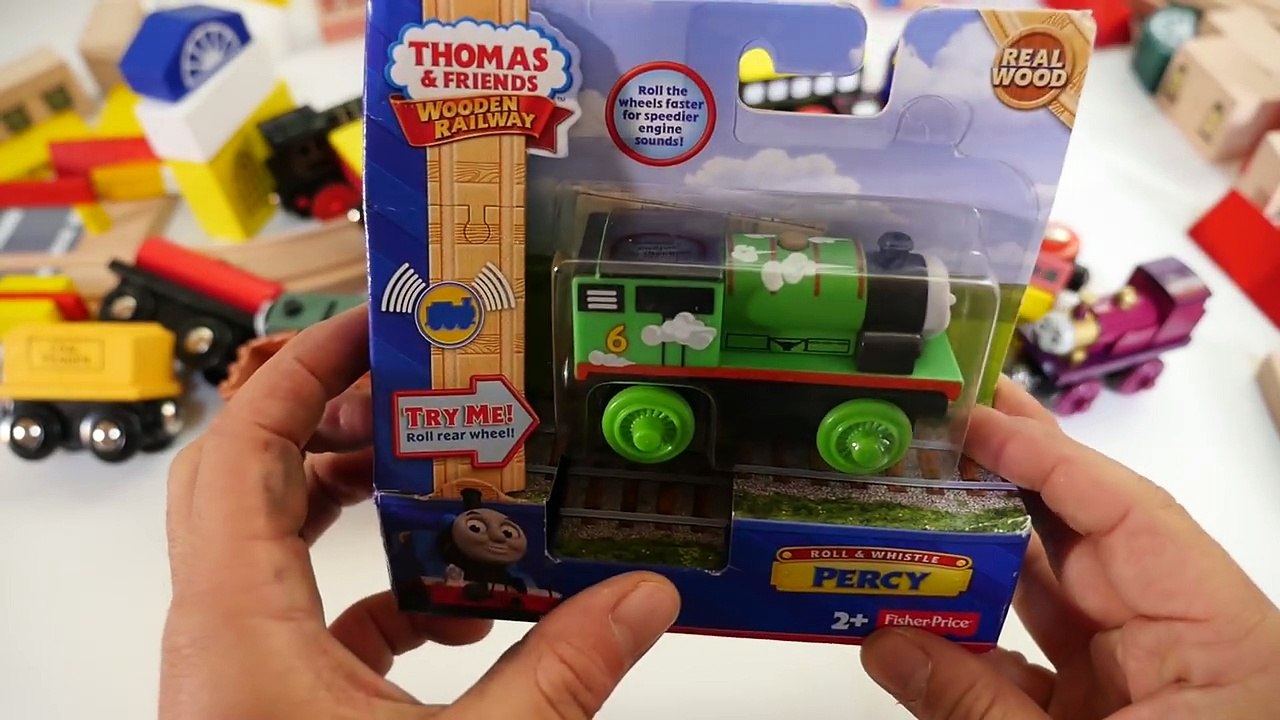 THOMAS
& FRIENDS
™
WOODEN
RAILWAY
Roll the
wheels faster
for speedier
engine
sounds!
REAL
WOOD
6
TRY ME!
Roll rear wheel!
ROLL & WHISTLE
PERCY
2+
Fisher-Price